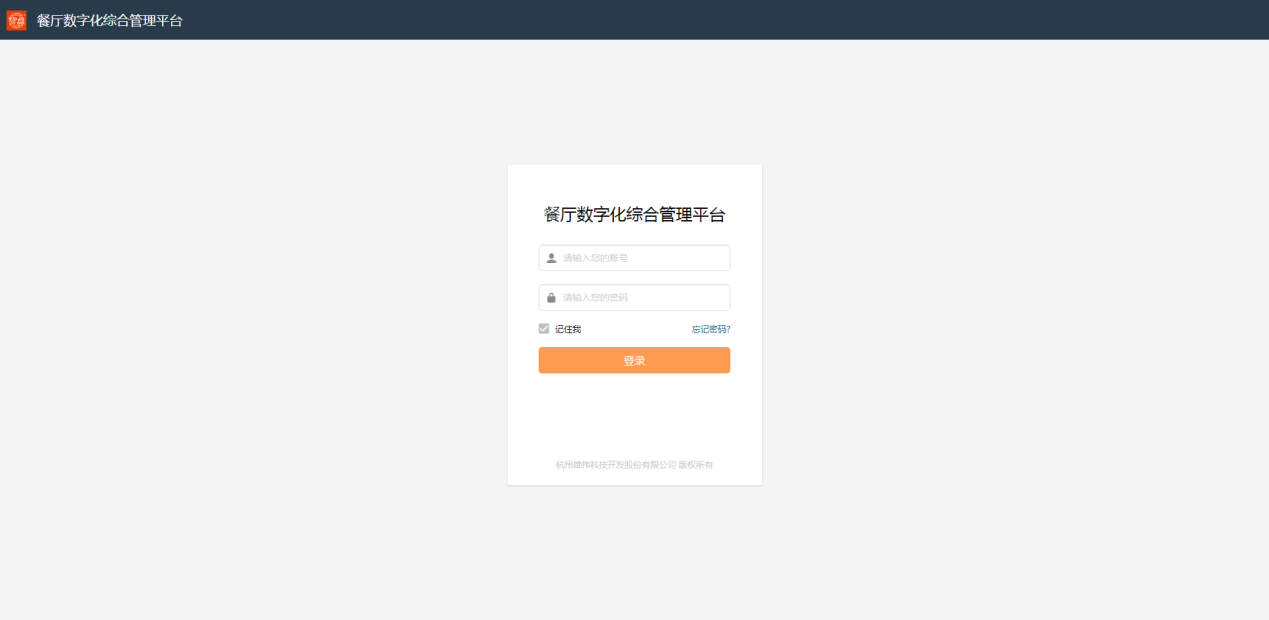 餐厅数字化综合管理平台
餐厅数字化综合管理平台
请输入您的账号
请输入您的密码
记住我 忘记密码?
登录
杭州雄伟科技开发股份有限公司 版权所有